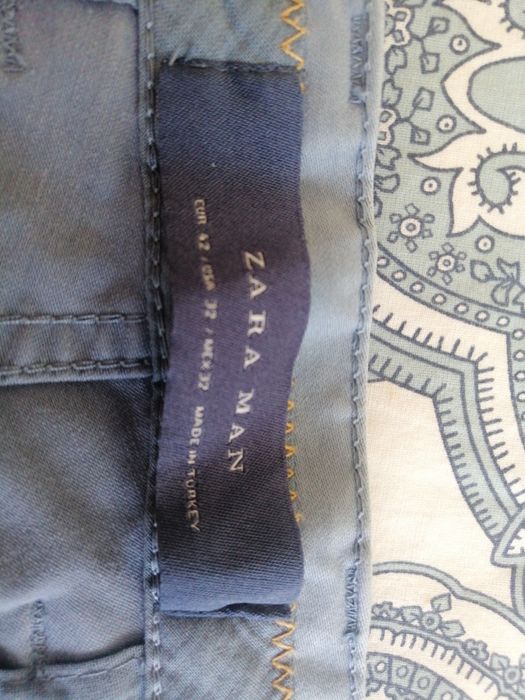 ZARA MAN
EUR 42 / USA 32 / MEX 32 MADE IN TURKEY